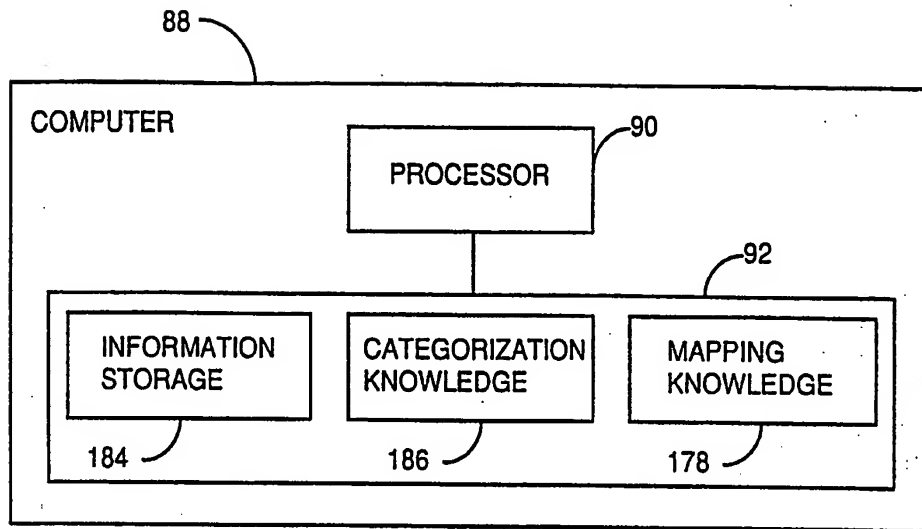 88
COMPUTER
90
PROCESSOR
92
INFORMATION
STORAGE
CATEGORIZATION
KNOWLEDGE
MAPPING
KNOWLEDGE
184
186
178